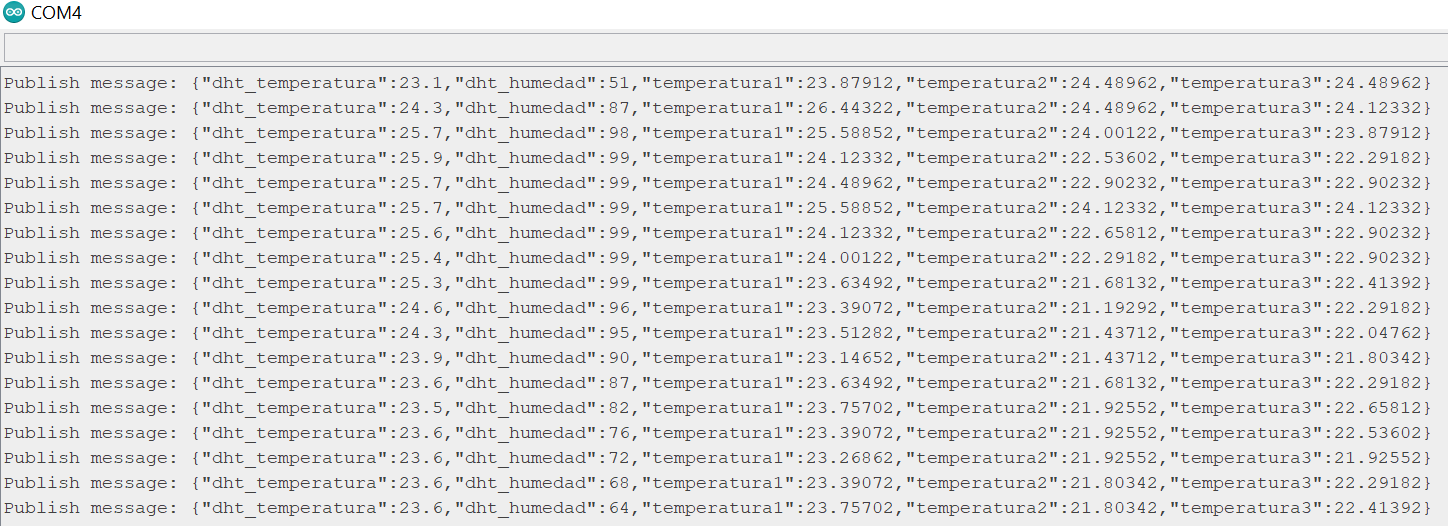 COM4
Publish message: {"dht_temperatura":23.1,"dht_humedad":51,"temperatura1":23.87912,"temperatura2":24.48962,"temperatura3":24.48962}
Publish message: {"dht_temperatura":24.3,"dht_humedad":87,"temperatura1":26.44322,"temperatura2":24.48962,"temperatura3":24.12332}
Publish message: {"dht_temperatura":25.7,"dht_humedad":98,"temperatura1":25.58852,"temperatura2":24.00122,"temperatura3":23.87912}
Publish message: {"dht_temperatura":25.9,"dht_humedad":99,"temperatura1":24.12332,"temperatura2":22.53602,"temperatura3":22.29182}
Publish message: {"dht_temperatura":25.7,"dht_humedad":99,"temperatura1":24.48962,"temperatura2":22.90232,"temperatura3":22.90232}
Publish message: {"dht_temperatura":25.7,"dht_humedad":99,"temperatura1":25.58852,"temperatura2":24.12332,"temperatura3":24.12332}
Publish message: {"dht_temperatura":25.6,"dht_humedad":99,"temperatura1":24.12332,"temperatura2":22.65812,"temperatura3":22.90232}
Publish message: {"dht_temperatura":25.4,"dht_humedad":99,"temperatura1":24.00122,"temperatura2":22.29182,"temperatura3":22.90232}
Publish message: {"dht_temperatura":25.3,"dht_humedad":99,"temperatura1":23.63492,"temperatura2":21.68132,"temperatura3":22.41392}
Publish message: {"dht_temperatura":24.6,"dht_humedad":96,"temperatura1":23.39072,"temperatura2":21.19292,"temperatura3":22.29182}
Publish message: {"dht_temperatura":24.3,"dht_humedad":95,"temperatura1":23.51282,"temperatura2":21.43712,"temperatura3":22.04762}
Publish message: {"dht_temperatura":23.9,"dht_humedad":90,"temperatura1":23.14652,"temperatura2":21.43712,"temperatura3":21.80342}
Publish message: {"dht_temperatura":23.6,"dht_humedad":87,"temperatura1":23.63492,"temperatura2":21.68132,"temperatura3":22.29182}
Publish message: {"dht_temperatura":23.5,"dht_humedad":82,"temperatura1":23.75702,"temperatura2":21.92552,"temperatura3":22.65812}
Publish message: {"dht_temperatura":23.6,"dht_humedad":76,"temperatura1":23.39072,"temperatura2":21.92552,"temperatura3":22.53602}
Publish message: {"dht_temperatura":23.6,"dht_humedad":72,"temperatura1":23.26862,"temperatura2":21.92552,"temperatura3":21.92552}
Publish message: {"dht_temperatura":23.6,"dht_humedad":68,"temperatura1":23.39072,"temperatura2":21.80342,"temperatura3":22.29182}
Publish message: {"dht_temperatura":23.6,"dht_humedad":64,"temperatura1":23.75702,"temperatura2":21.80342,"temperatura3":22.41392}